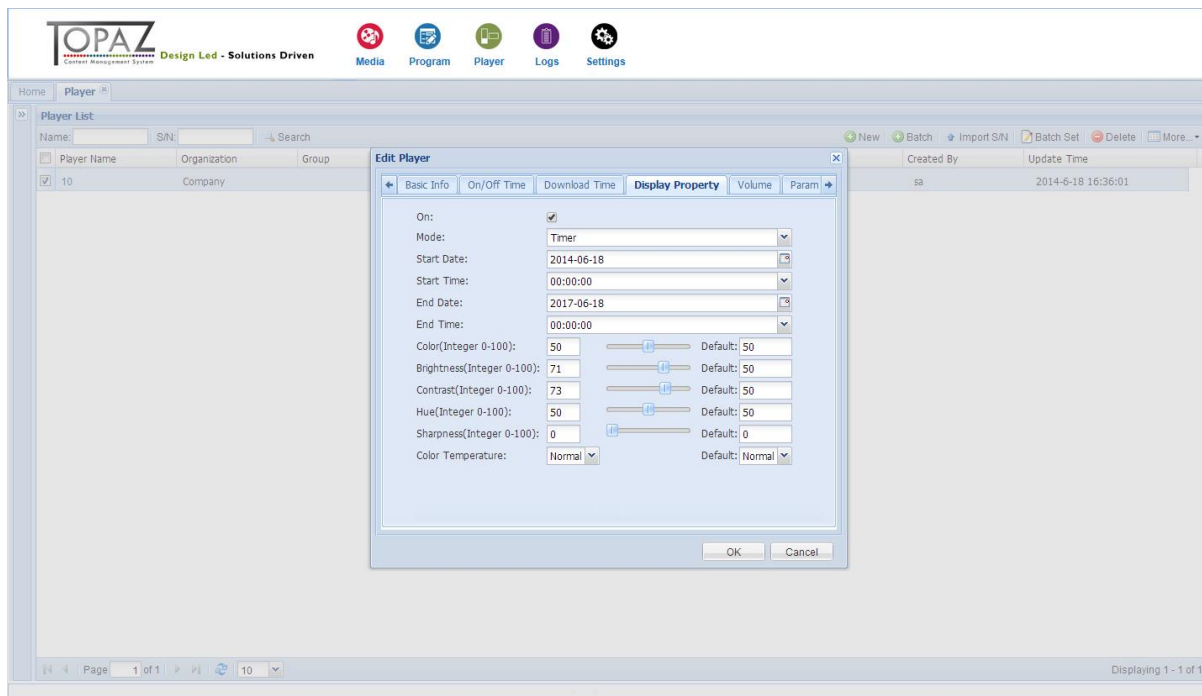 TOPAZ
Content Management System
Design Led - Solutions Driven
Media
Program
Player
Logs
Settings
Home
Player
Player List
Name:
S/N:
Search
New
Batch
Import S/N
Batch Set
Delete
More...
Player Name
Organization
Group
Created By
Update Time
10
Company
sa
2014-6-18 16:36:01
Edit Player
Basic Info
On/Off Time
Download Time
Display Property
Volume
Param
On:
Mode:
Timer
Start Date:
2014-06-18
Start Time:
00:00:00
End Date:
2017-06-18
End Time:
00:00:00
Color(Integer 0-100):
50
Default: 50
Brightness(Integer 0-100):
71
Default: 50
Contrast(Integer 0-100):
73
Default: 50
Hue(Integer 0-100):
50
Default: 50
Sharpness(Integer 0-100):
0
Default: 0
Color Temperature:
Normal
Default: Normal
OK
Cancel
Page 1 of 1
10
Displaying 1 - 1 of 1